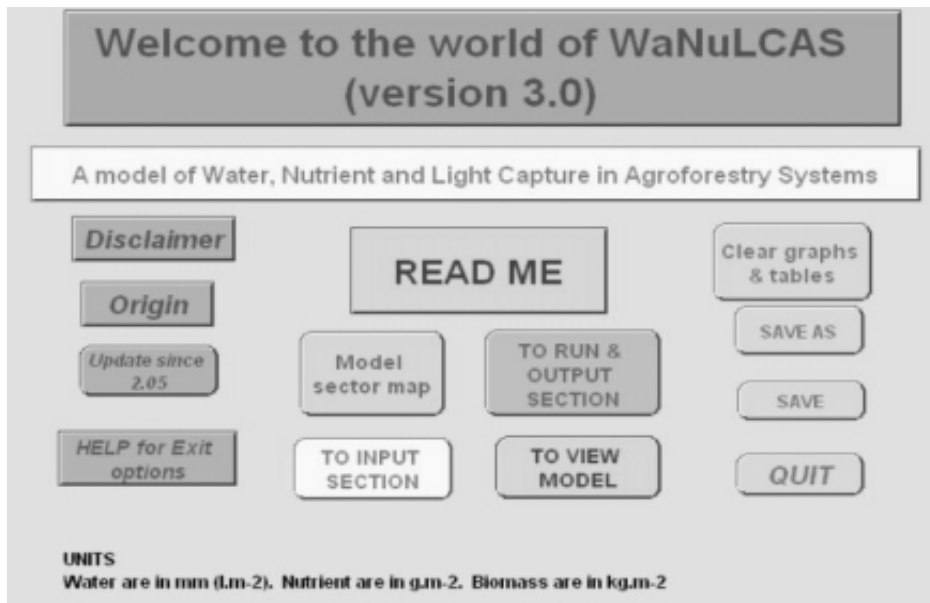 Welcome to the world of WaNuLCAS
(version 3.0)
A model of Water, Nutrient and Light Capture in Agroforestry Systems
Disclaimer
Origin
Update since
2.05
HELP for Exit
options
READ ME
Model
sector map
TO RUN &
OUTPUT
SECTION
TO INPUT
SECTION
TO VIEW
MODEL
Clear graphs
& tables
SAVE AS
SAVE
QUIT
UNITS
Water are in mm (l.m-2). Nutrient are in g.m-2. Biomass are in kg.m-2